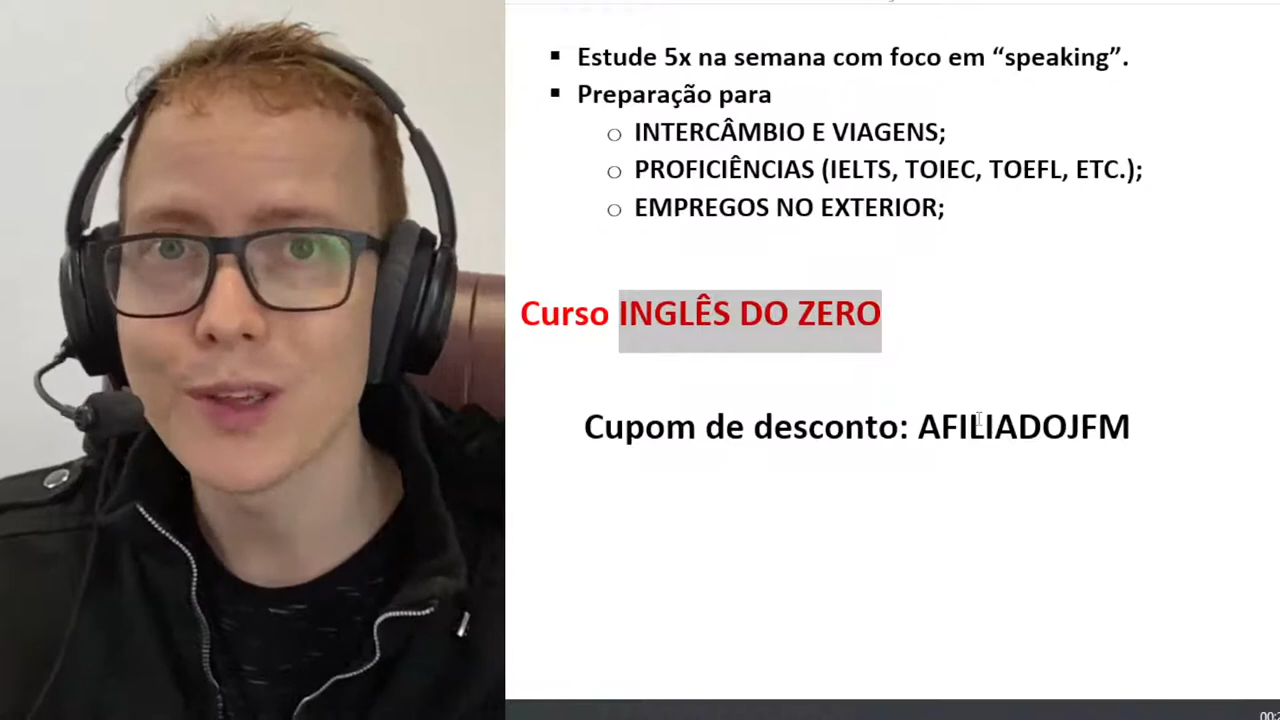 Estude 5x na semana com foco em “speaking”.
Preparação para
INTERCÂMBIO E VIAGENS;
PROFICIÊNCIAS (IELTS, TOIEC, TOEFL, ETC.);
EMPREGOS NO EXTERIOR;
Curso INGLÊS DO ZERO
Cupom de desconto: AFILIADOJFM